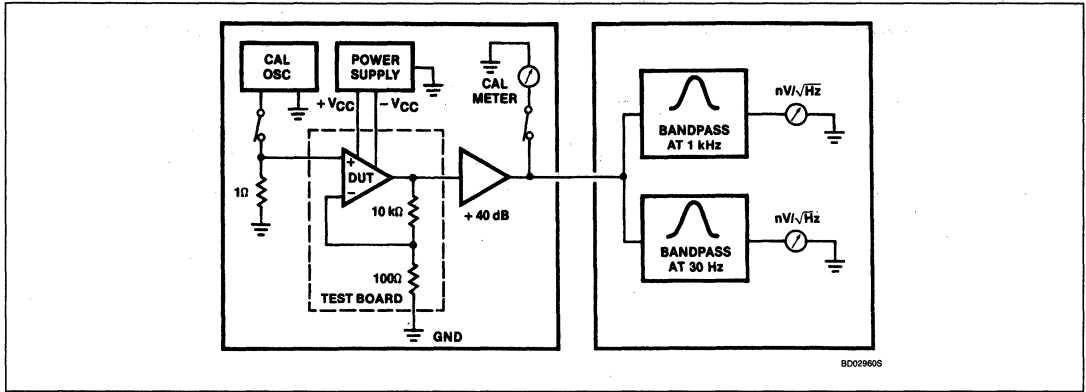 CAL
OSC
POWER
SUPPLY
CAL
METER
+VCC
−VCC
+
DUT
−
1Ω
10 kΩ
+ 40 dB
100Ω
TEST BOARD
GND
nV/√Hz
BANDPASS
AT 1 kHz
nV/√Hz
BANDPASS
AT 30 Hz
BD02960S